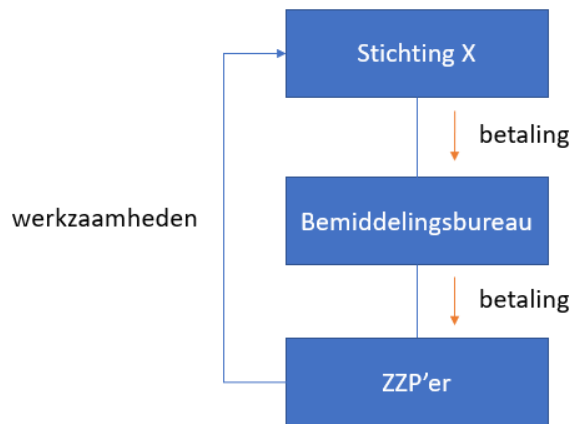 Stichting X
betaling
werkzaamheden
Bemiddelingsbureau
betaling
ZZP'er